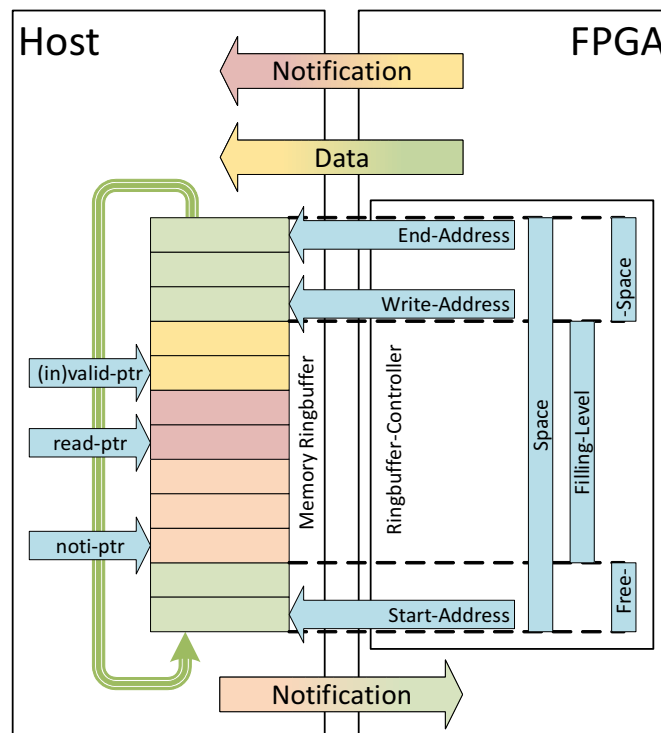 Host
FPGA
Notification
Data
End-Address
Write-Address
-Space
(in)valid-ptr
read-ptr
noti-ptr
Memory Ringbuffer
Ringbuffer-Controller
Space
Filling-Level
Free-
Start-Address
Notification